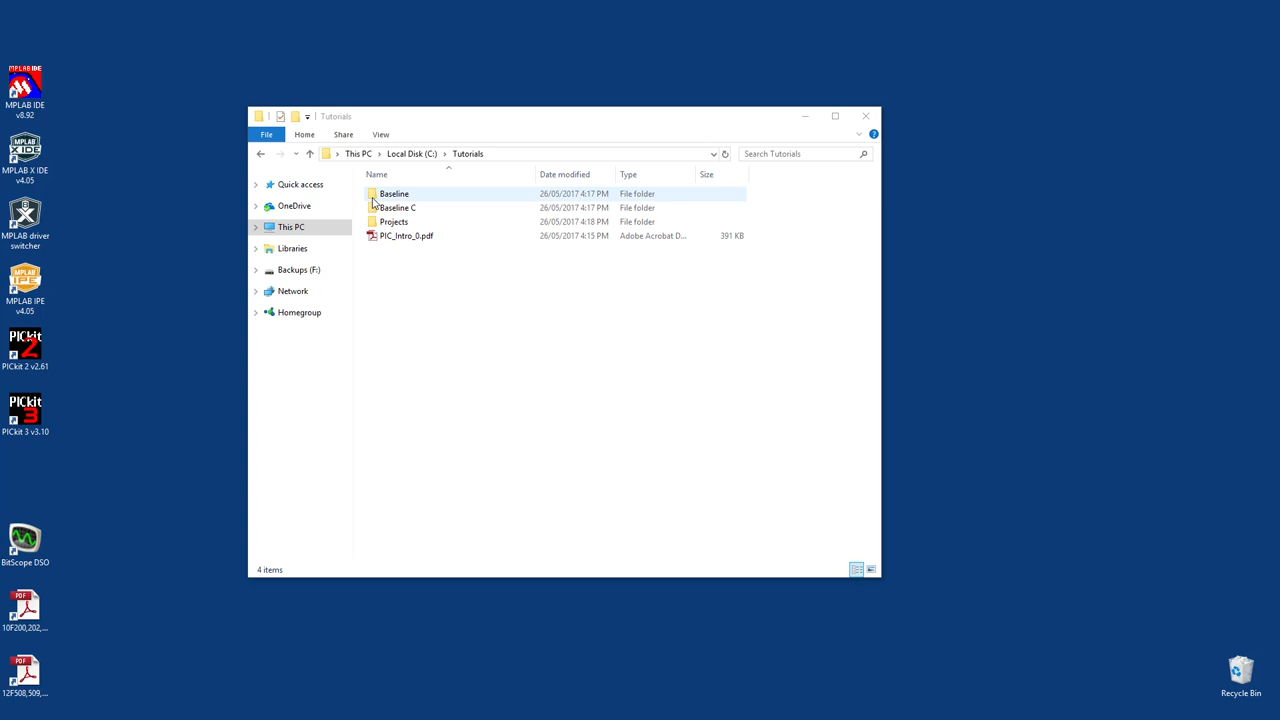 MPLAB IDE
MPLAB IDE
v8.92
MPLAB X IDE
v4.05
MPLAB driver
switcher
MPLAB IPE
v4.05
PICkit
2
PICkit 2 v2.61
PICkit
3
PICkit 3 v3.10
BitScope DSO
PDF
10F200,202,...
PDF
12F508,509,...
Tutorials
File Home Share View
This PC Local Disk (C:) Tutorials Search Tutorials
Name Date modified Type Size
Baseline 26/05/2017 4:17 PM File folder
Baseline C 26/05/2017 4:17 PM File folder
Projects 26/05/2017 4:18 PM File folder
PIC_Intro_0.pdf 26/05/2017 4:15 PM Adobe Acrobat D... 391 KB
Quick access
OneDrive
This PC
Libraries
Backups (F:)
Network
Homegroup
4 items
Recycle Bin